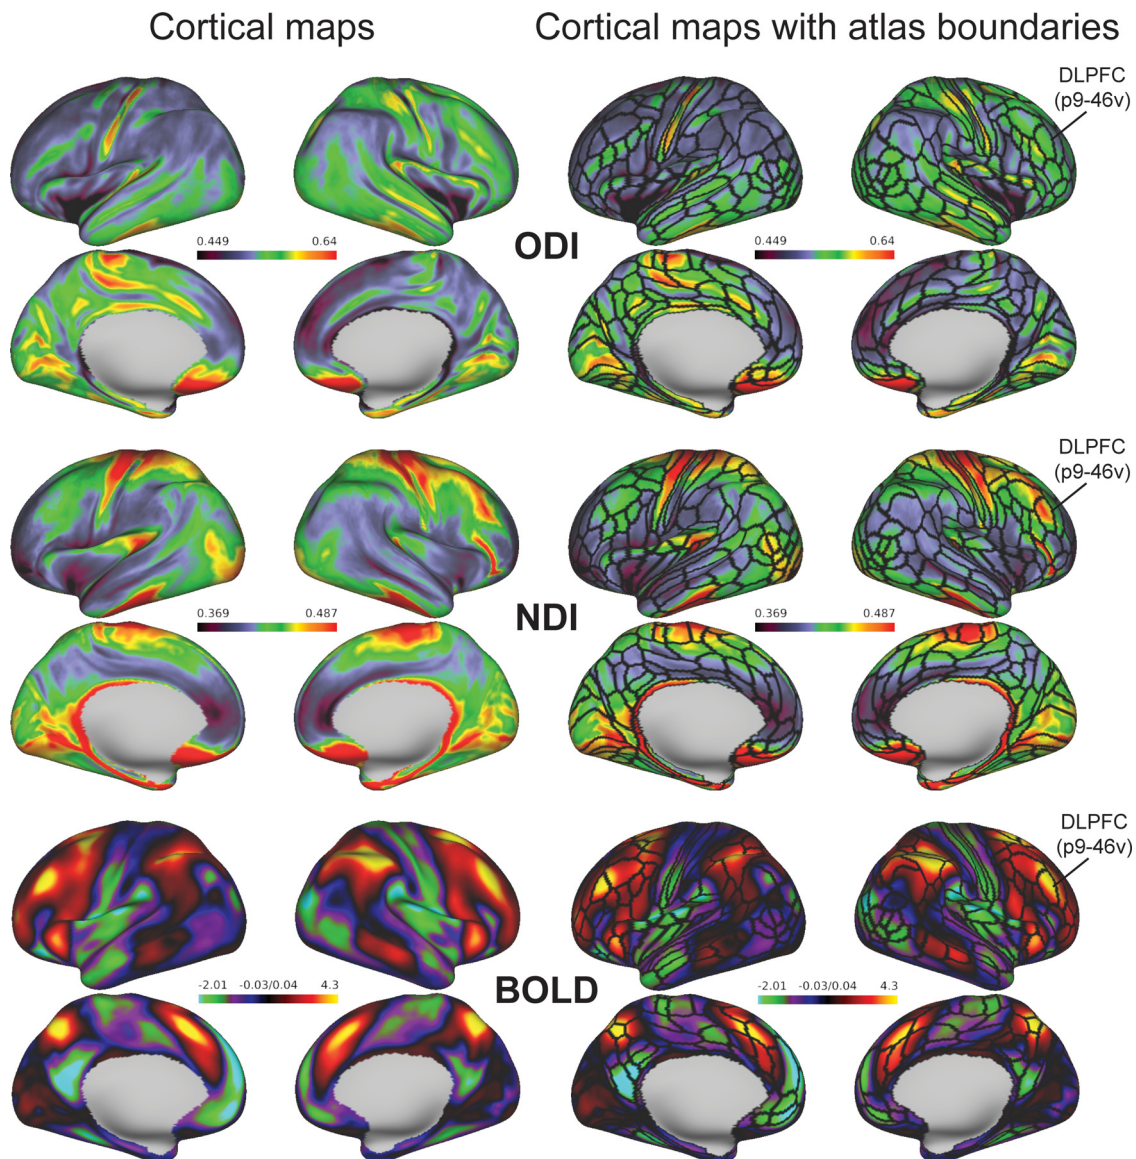 Cortical maps
Cortical maps with atlas boundaries
DLPFC
(p9-46v)
0.449 0.64
ODI
0.449 0.64
DLPFC
(p9-46v)
0.369 0.487
NDI
0.369 0.487
DLPFC
(p9-46v)
-2.01 -0.03/0.04 4.3
BOLD
-2.01 -0.03/0.04 4.3